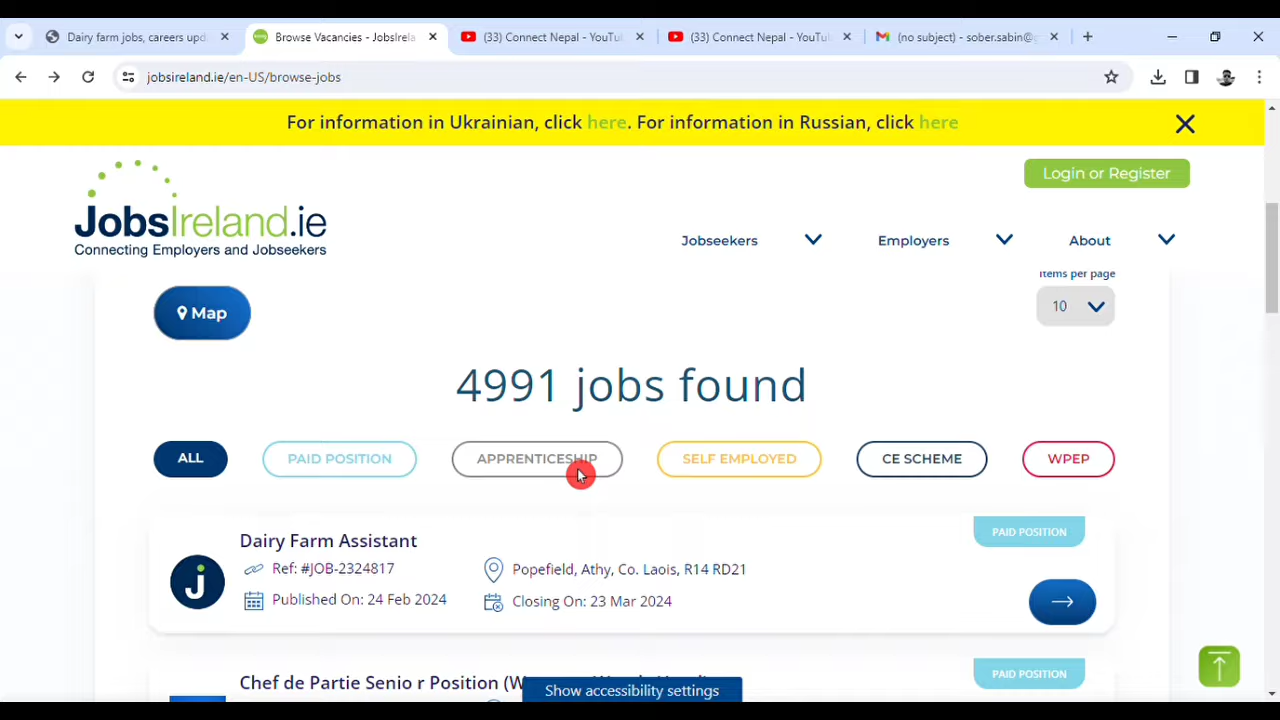 Dairy farm jobs, careers upd
Browse Vacancies - JobsIrela
(33) Connect Nepal - YouTu
(33) Connect Nepal - YouTu
(no subject) - sober.sabin@g
jobsireland.ie/en-US/browse-jobs
For information in Ukrainian, click here. For information in Russian, click here
Login or Register
JobsIreland.ie
Connecting Employers and Jobseekers
Jobseekers
Employers
About
Items per page
Map
10
4991 jobs found
ALL
PAID POSITION
APPRENTICESHIP
SELF EMPLOYED
CE SCHEME
WPEP
Dairy Farm Assistant
PAID POSITION
Ref: #JOB-2324817
Popefield, Athy, Co. Laois, R14 RD21
Published On: 24 Feb 2024
Closing On: 23 Mar 2024
Chef de Partie Senio r Position
PAID POSITION
Show accessibility settings